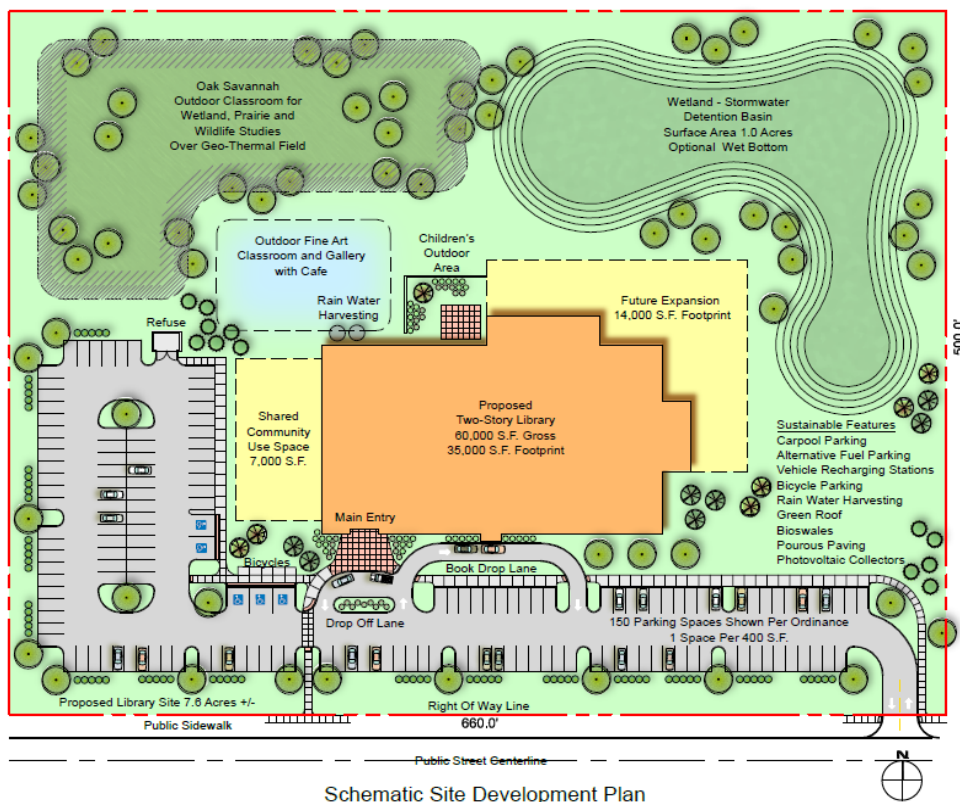 Oak Savannah
Outdoor Classroom for
Wetland, Prairie and
Wildlife Studies
Over Geo-Thermal Field
Wetland - Stormwater
Detention Basin
Surface Area 1.0 Acres
Optional Wet Bottom
Outdoor Fine Art
Classroom and Gallery
with Cafe
Children's
Outdoor
Area
Rain Water
Harvesting
Future Expansion
14,000 S.F. Footprint
Refuse
500.0'
Shared
Community
Use Space
7,000 S.F.
Proposed
Two-Story Library
60,000 S.F. Gross
35,000 S.F. Footprint
Sustainable Features
Carpool Parking
Alternative Fuel Parking
Vehicle Recharging Stations
Bicycle Parking
Rain Water Harvesting
Green Roof
Bioswales
Pourous Paving
Photovoltaic Collectors
Main Entry
Bicycles
Book Drop Lane
Drop Off Lane
150 Parking Spaces Shown Per Ordinance
1 Space Per 400 S.F.
Proposed Library Site 7.6 Acres +/-
Right Of Way Line
Public Sidewalk
660.0'
Public Street Centerline
N
Schematic Site Development Plan